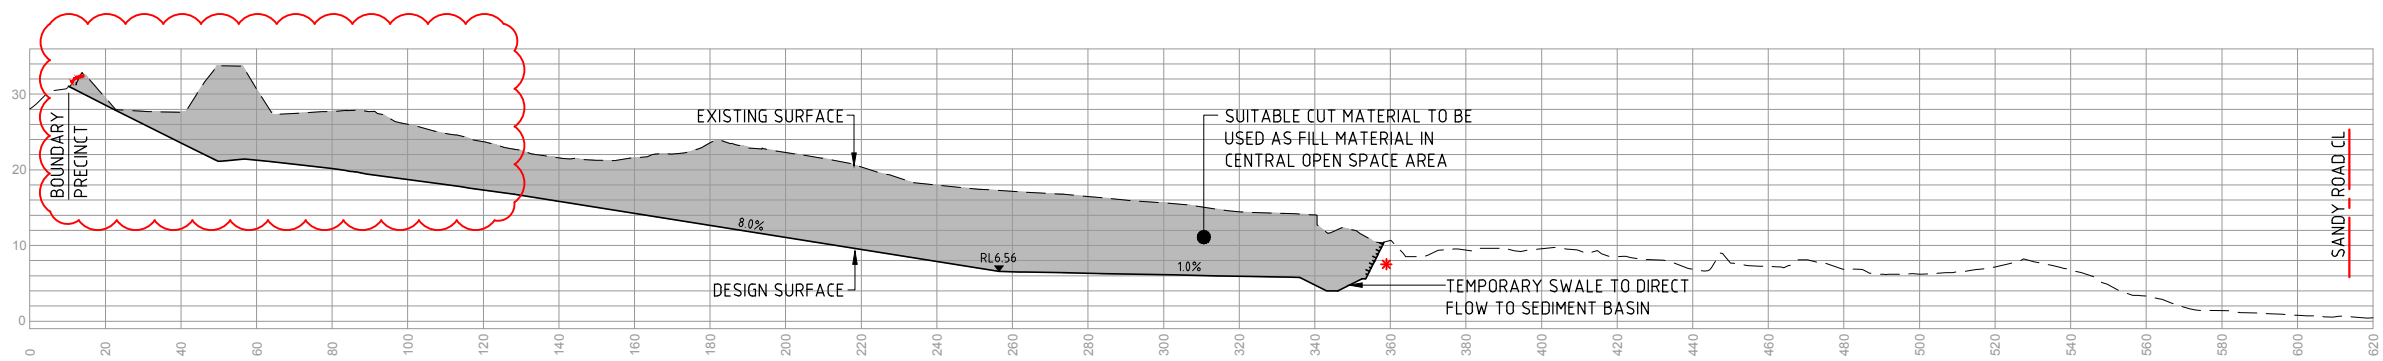 30
20
10
0
BOUNDARY
PRECINCT
EXISTING SURFACE
SUITABLE CUT MATERIAL TO BE
USED AS FILL MATERIAL IN
CENTRAL OPEN SPACE AREA
8.0%
RL6.56
1.0%
DESIGN SURFACE
TEMPORARY SWALE TO DIRECT
FLOW TO SEDIMENT BASIN
SANDY ROAD CL
0 20 40 60 80 100 120 140 160 180 200 220 240 260 280 300 320 340 360 380 400 420 440 460 480 500 520 540 560 580 600 620